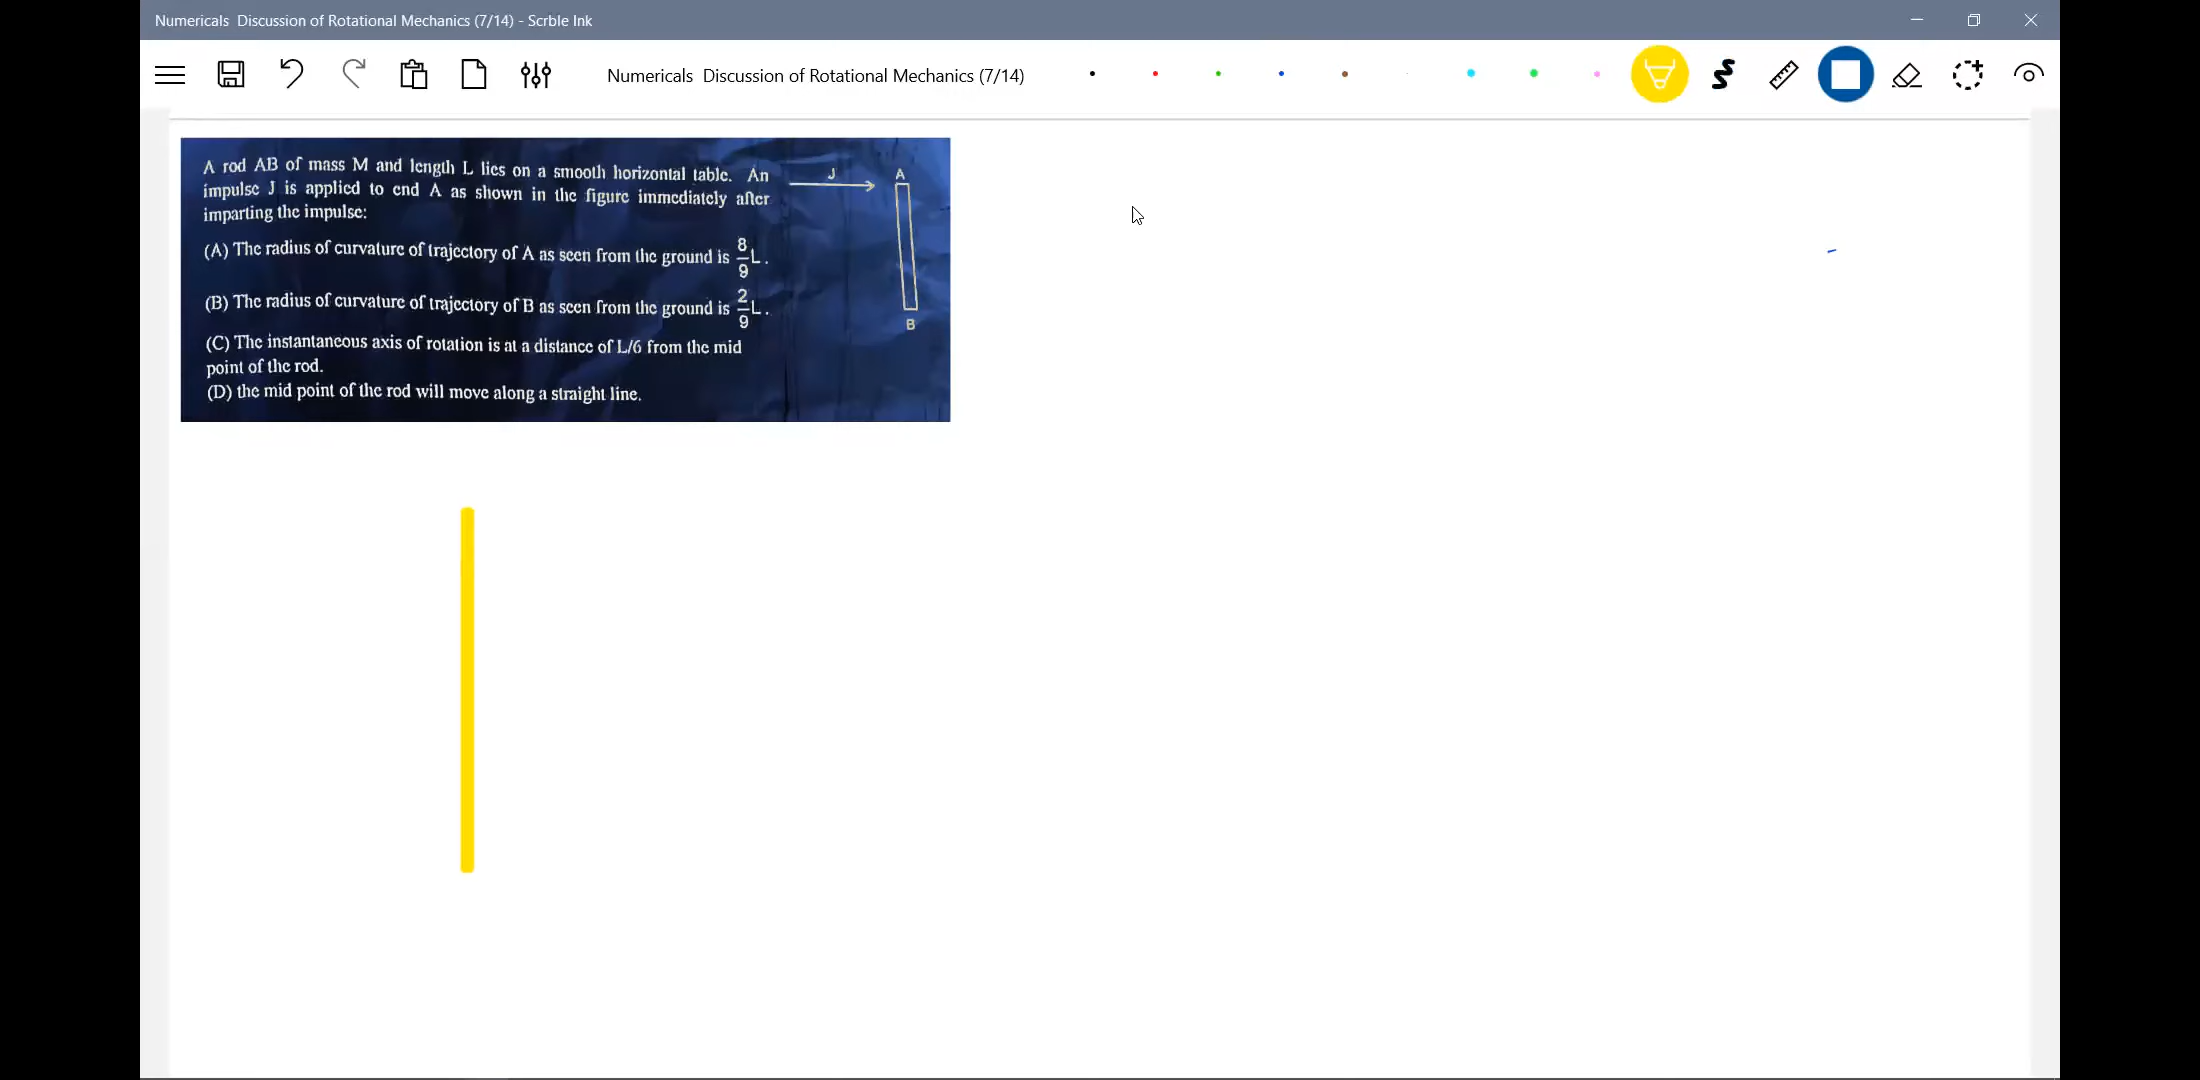 Numericals  Discussion of Rotational Mechanics (7/14) - Scrble Ink
Numericals  Discussion of Rotational Mechanics (7/14)
A rod AB of mass M and length L lies on a smooth horizontal table. An
impulse J is applied to end A as shown in the figure immediately after
imparting the impulse:
(A) The radius of curvature of trajectory of A as seen from the ground is 8/9 L.
(B) The radius of curvature of trajectory of B as seen from the ground is 2/9 L.
(C) The instantaneous axis of rotation is at a distance of L/6 from the mid
point of the rod.
(D) the mid point of the rod will move along a straight line.
J
A
B